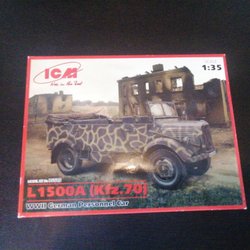 ICM
1:35
L1500A (Kfz.70)
WWII German Personnel Car